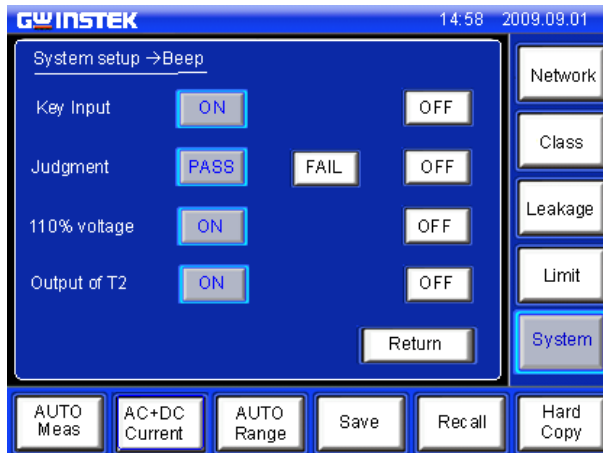 GWINSTEK 14:58 2009.09.01
System setup →Beep
Key Input ON OFF
Judgment PASS FAIL OFF
110% voltage ON OFF
Output of T2 ON OFF
Return
Network
Class
Leakage
Limit
System
AUTO
Meas
AC+DC
Current
AUTO
Range
Save
Recall
Hard
Copy